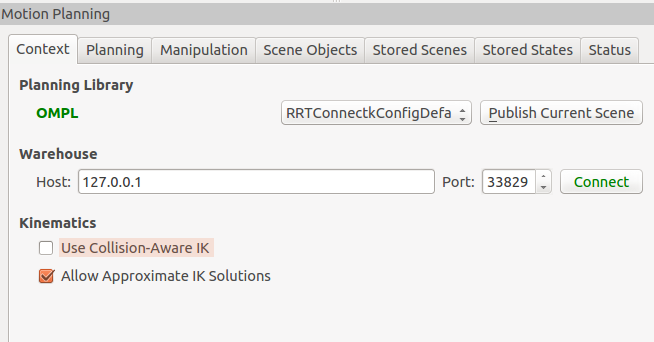 Motion Planning
Context Planning Manipulation Scene Objects Stored Scenes Stored States Status
Planning Library
OMPL RRTConnectkConfigDefa Publish Current Scene
Warehouse
Host: 127.0.0.1 Port: 33829 Connect
Kinematics
Use Collision-Aware IK
Allow Approximate IK Solutions